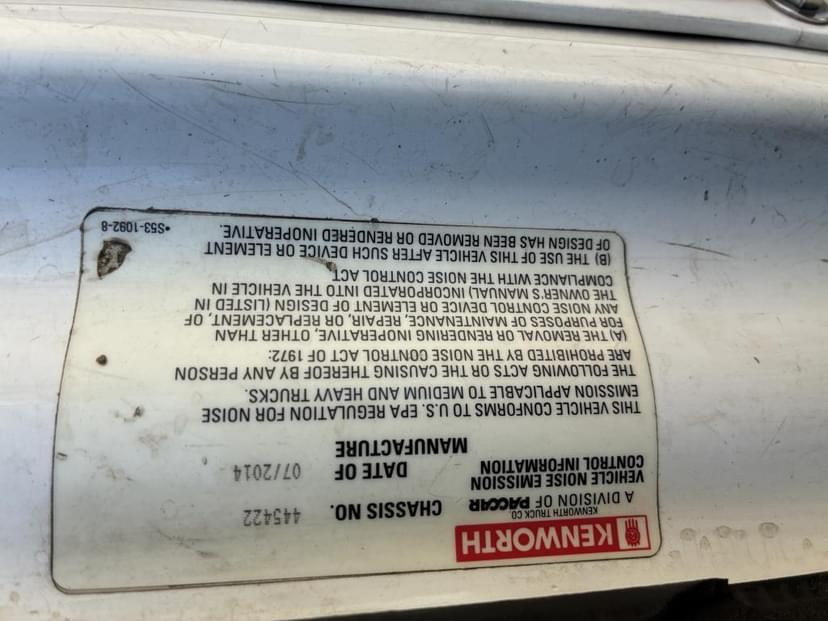 KENWORTH
KENWORTH TRUCK CO.
A DIVISION OF PACCAR
CHASSIS NO. 445422
VEHICLE NOISE EMISSION
CONTROL INFORMATION
DATE OF
MANUFACTURE
07/2014
THIS VEHICLE CONFORMS TO U.S. EPA REGULATION FOR NOISE
EMISSION APPLICABLE TO MEDIUM AND HEAVY TRUCKS.
THE FOLLOWING ACTS OR THE CAUSING THEREOF BY ANY PERSON
ARE PROHIBITED BY THE NOISE CONTROL ACT OF 1972:
(A) THE REMOVAL OR RENDERING INOPERATIVE, OTHER THAN
FOR PURPOSES OF MAINTENANCE, REPAIR, OR REPLACEMENT, OF
ANY NOISE CONTROL DEVICE OR ELEMENT OF DESIGN (LISTED IN
THE OWNER'S MANUAL) INCORPORATED INTO THE VEHICLE IN
COMPLIANCE WITH THE NOISE CONTROL ACT.
(B) THE USE OF THIS VEHICLE AFTER SUCH DEVICE OR ELEMENT
OF DESIGN HAS BEEN REMOVED OR RENDERED INOPERATIVE.
•S53-1092-8